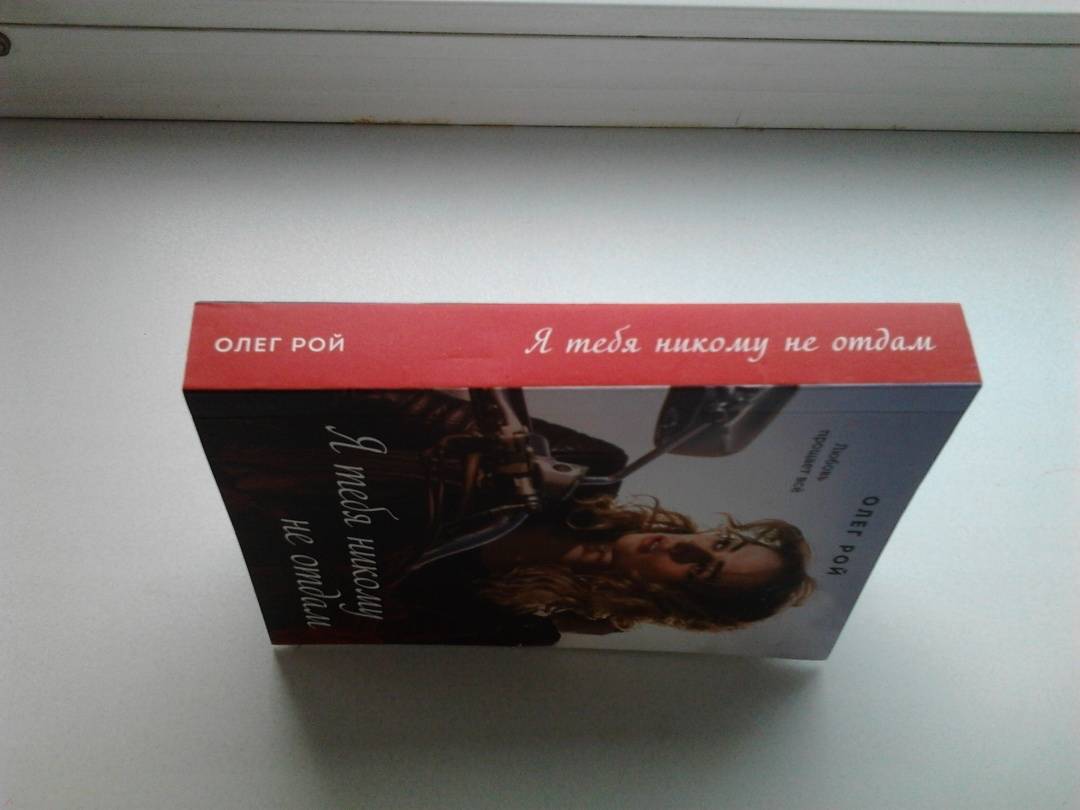 ОЛЕГ РОЙ
Я тебя никому не отдам
Любовь
прощает всё
ОЛЕГ РОЙ
Я тебя никому
не отдам